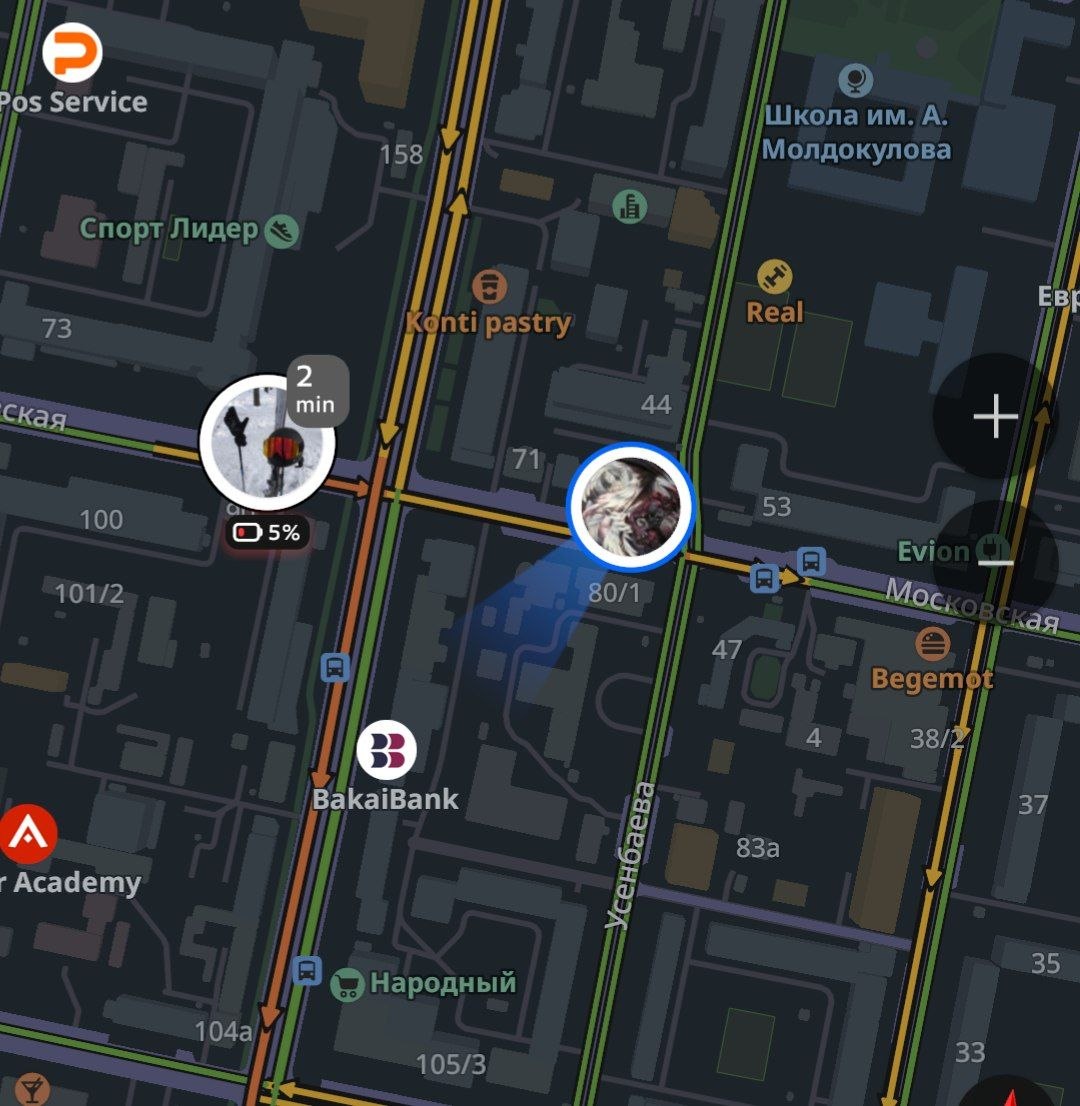 Pos Service
Школа им. А.
Молдокулова
158
Спорт Лидер
Real
Konti pastry
73
2
min
44
71
53
100
5%
Evion
101/2
80/1
Московская
47
Begemot
4
38/2
BakaiBank
37
Усенбаева
83а
Academy
35
Народный
104а
105/3
33